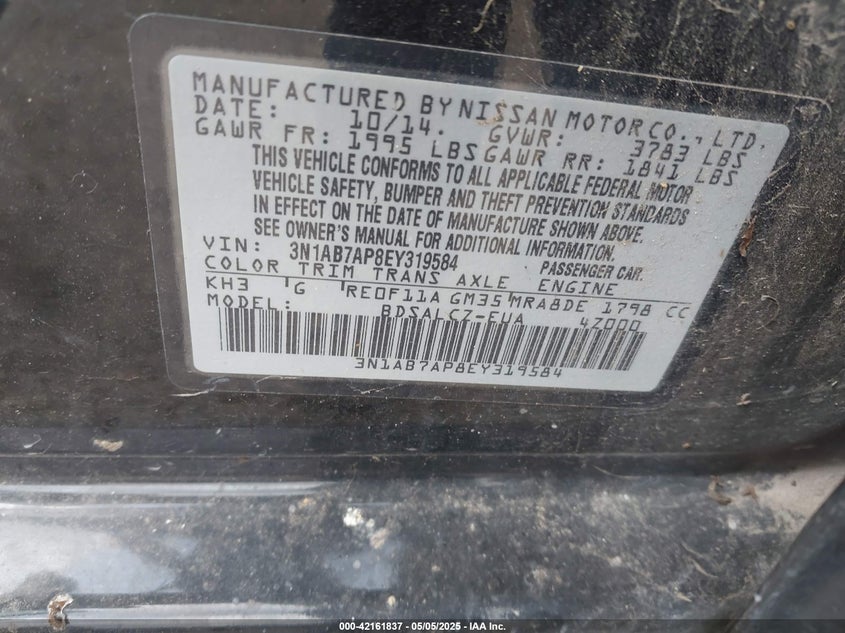 MANUFACTURED BY NISSAN MOTOR CO., LTD.
DATE: 10/14. GVWR: 3783 LBS
GAWR FR: 1995 LBS GAWR RR: 1841 LBS
THIS VEHICLE CONFORMS TO ALL APPLICABLE FEDERAL MOTOR
VEHICLE SAFETY, BUMPER AND THEFT PREVENTION STANDARDS
IN EFFECT ON THE DATE OF MANUFACTURE SHOWN ABOVE.
SEE OWNER'S MANUAL FOR ADDITIONAL INFORMATION.
VIN: 3N1AB7AP8EY319584 PASSENGER CAR.
COLOR TRIM TRANS AXLE ENGINE
KH3 G RE0F11A GM35 MRA8DE 1798 CC
MODEL: BDSALCZ-EUA 4Z000
3N1AB7AP8EY319584
000-42161837 - 05/05/2025 - IAA Inc.